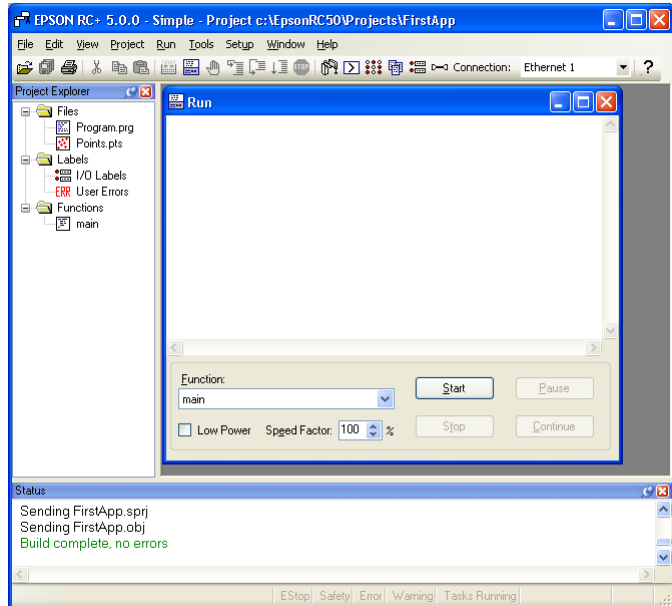 EPSON RC+ 5.0.0 - Simple - Project c:\EpsonRC50\Projects\FirstApp
File Edit View Project Run Tools Setup Window Help
Connection: Ethernet 1
Project Explorer
Files
Program.prg
Points.pts
Labels
I/O Labels
ERR User Errors
Functions
main
Run
Function:
main
Start Pause
Low Power Speed Factor: 100 %
Stop Continue
Status
Sending FirstApp.sprj
Sending FirstApp.obj
Build complete, no errors
EStop Safety Error Warning Tasks Running